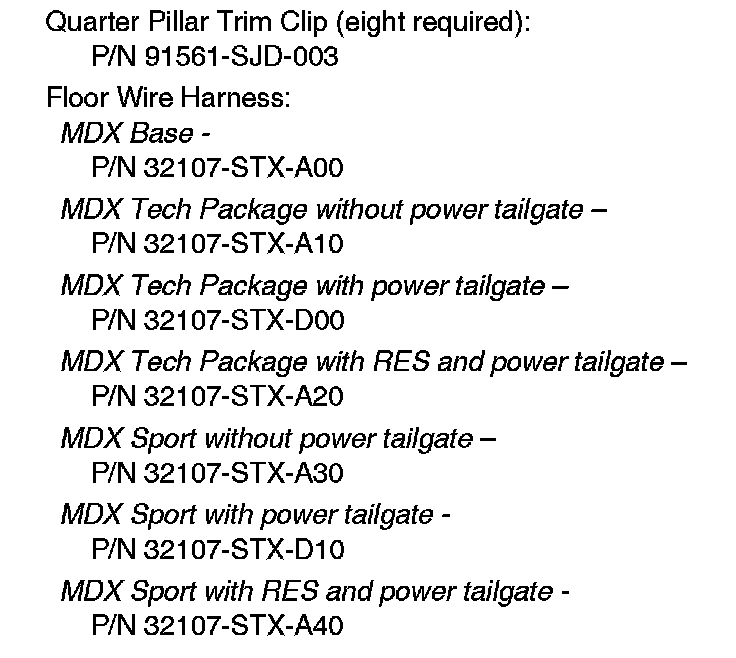 Quarter Pillar Trim Clip (eight required):
P/N 91561-SJD-003
Floor Wire Harness:
MDX Base -
P/N 32107-STX-A00
MDX Tech Package without power tailgate –
P/N 32107-STX-A10
MDX Tech Package with power tailgate –
P/N 32107-STX-D00
MDX Tech Package with RES and power tailgate –
P/N 32107-STX-A20
MDX Sport without power tailgate –
P/N 32107-STX-A30
MDX Sport with power tailgate -
P/N 32107-STX-D10
MDX Sport with RES and power tailgate -
P/N 32107-STX-A40